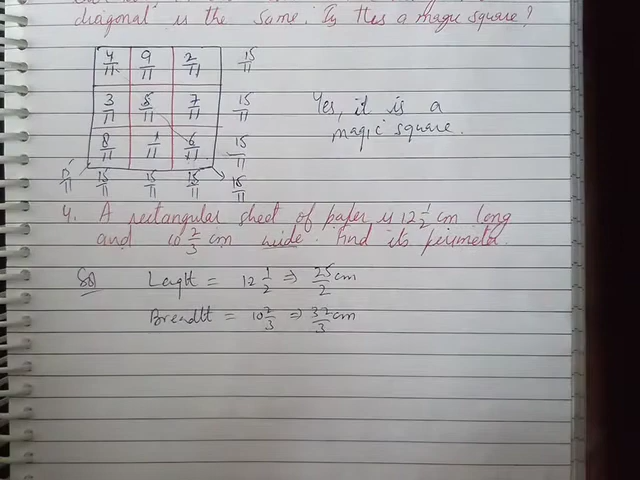 diagonal is the same. Is this a magic square?
4/11 9/11 2/11 15/11
3/11 5/11 7/11 15/11
Yes, it is a
magic square.
8/11 1/11 6/11 15/11
15/11 15/11 15/11 15/11 15/11
4. A rectangular sheet of paper is 12 1/2 cm long
and 10 2/3 cm wide. Find its perimeter.
Sol Lenght = 12 1/2 ⇒ 25/2 cm
Breadth = 10 2/3 ⇒ 32/3 cm